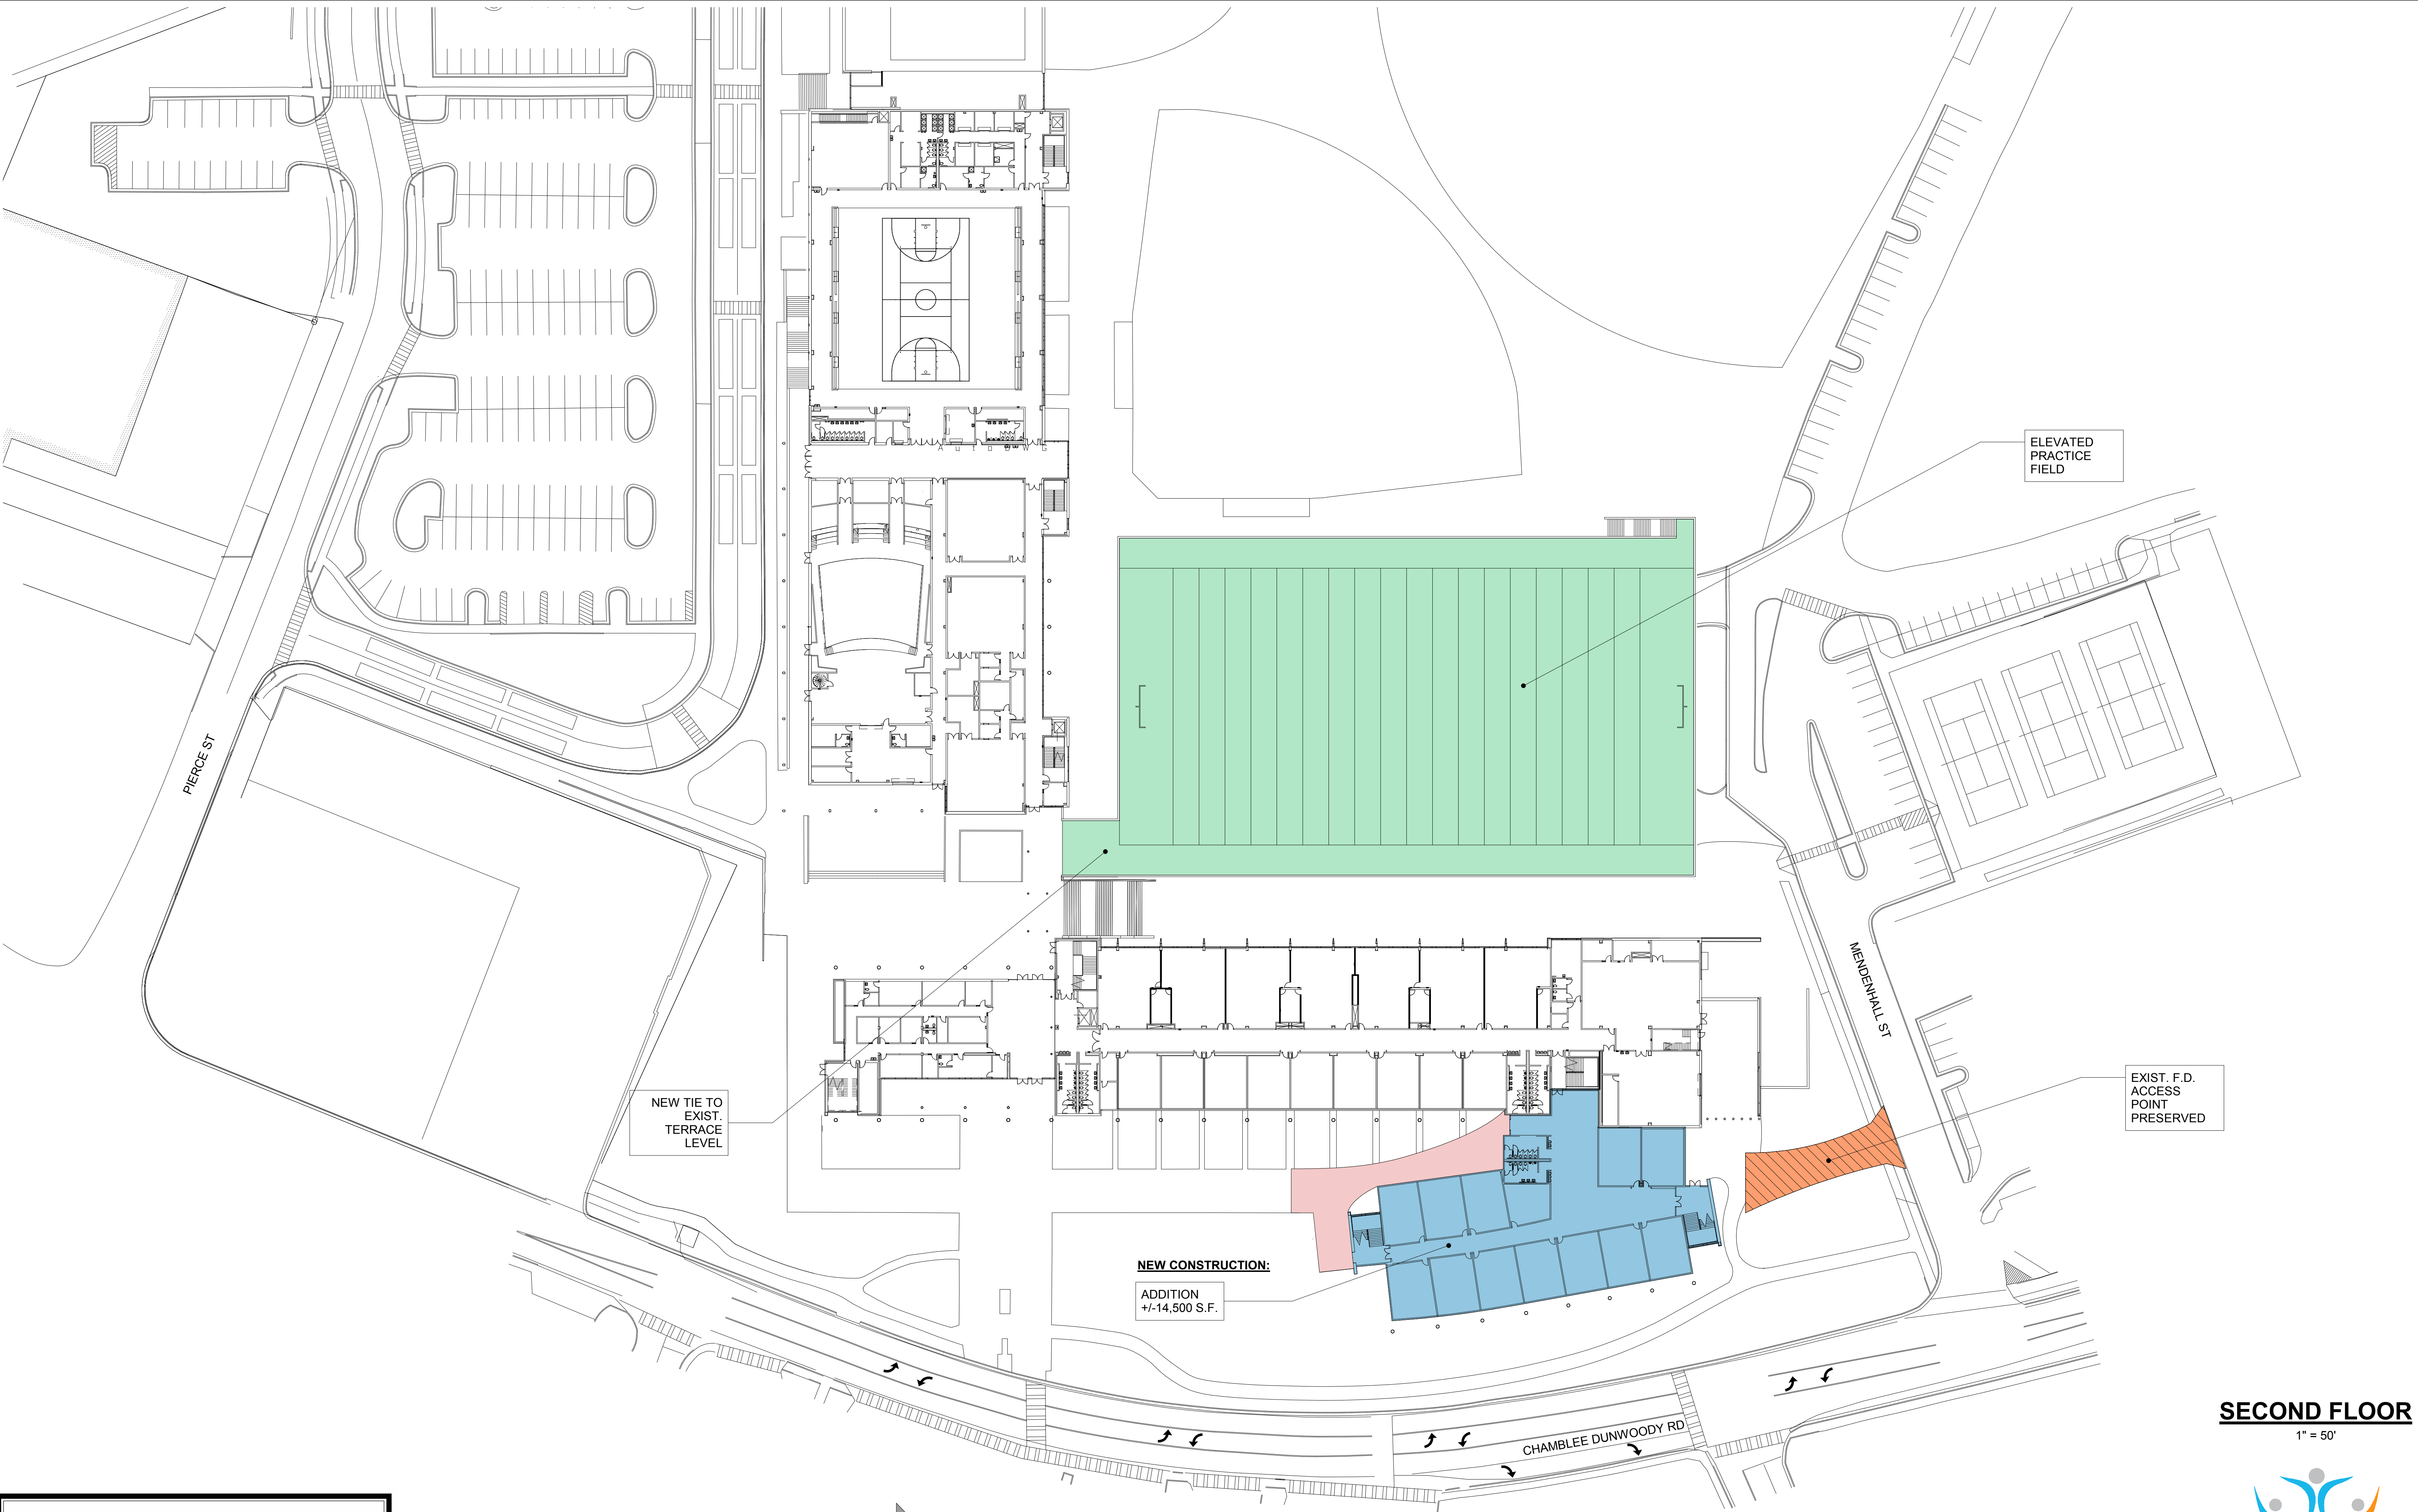 ELEVATED
PRACTICE
FIELD
PIERCE ST
MENDENHALL ST
EXIST. F.D.
ACCESS
POINT
PRESERVED
NEW TIE TO
EXIST.
TERRACE
LEVEL
NEW CONSTRUCTION:
ADDITION
+/-14,500 S.F.
CHAMBLEE DUNWOODY RD
SECOND FLOOR
1" = 50'